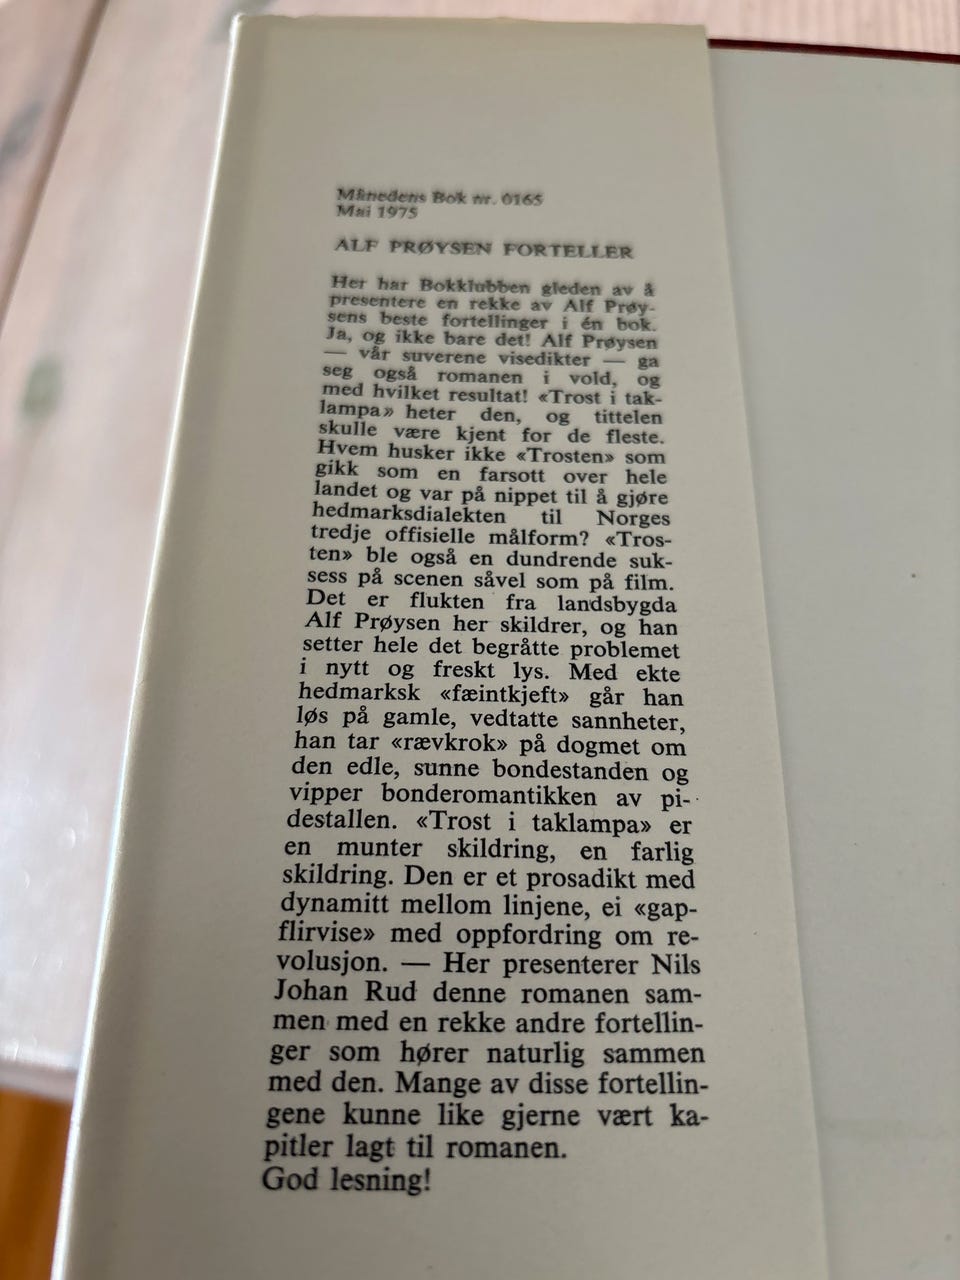 Månedens Bok nr. 0165
Mai 1975
ALF PRØYSEN FORTELLER
Her har Bokklubben gleden av å
presentere en rekke av Alf Prøy-
sens beste fortellinger i én bok.
Ja, og ikke bare det! Alf Prøysen
— vår suverene visedikter — ga
seg også romanen i vold, og
med hvilket resultat! «Trost i tak-
lampa» heter den, og tittelen
skulle være kjent for de fleste.
Hvem husker ikke «Trosten» som
gikk som en farsott over hele
landet og var på nippet til å gjøre
hedmarksdialekten til Norges
tredje offisielle målform? «Tros-
ten» ble også en dundrende suk-
sess på scenen såvel som på film.
Det er flukten fra landsbygda
Alf Prøysen her skildrer, og han
setter hele det begråtte problemet
i nytt og freskt lys. Med ekte
hedmarksk «fæintkjeft» går han
løs på gamle, vedtatte sannheter,
han tar «rævkrok» på dogmet om
den edle, sunne bondestanden og
vipper bonderomantikken av pi-
destallen. «Trost i taklampa» er
en munter skildring, en farlig
skildring. Den er et prosadikt med
dynamitt mellom linjene, ei «gap-
flirvise» med oppfordring om re-
volusjon. — Her presenterer Nils
Johan Rud denne romanen sam-
men med en rekke andre fortellin-
ger som hører naturlig sammen
med den. Mange av disse fortellin-
gene kunne like gjerne vært ka-
pitler lagt til romanen.
God lesning!